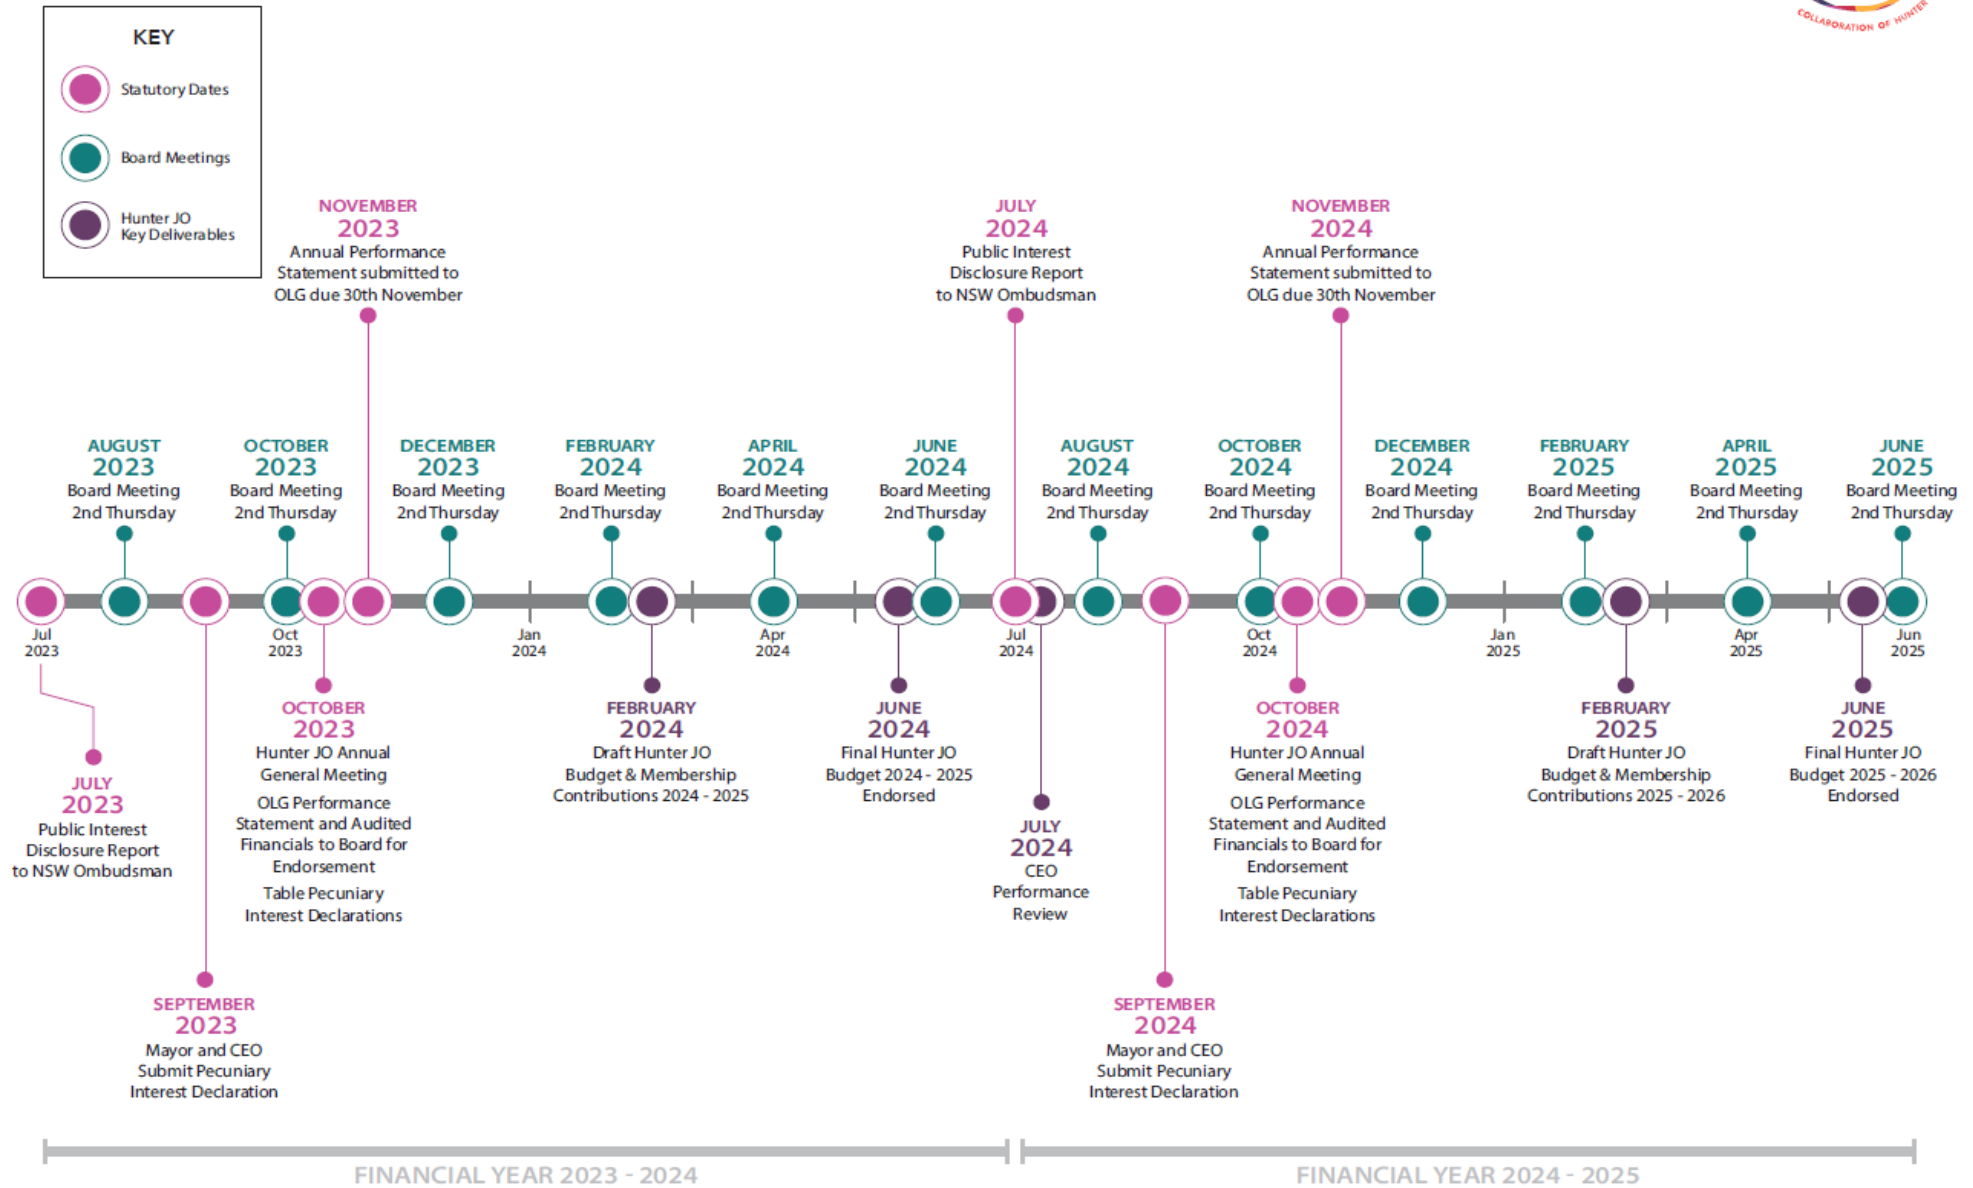 COLLABORATION OF HUNTER
KEY
Statutory Dates
Board Meetings
Hunter JO
Key Deliverables
NOVEMBER
2023
Annual Performance
Statement submitted to
OLG due 30th November
JULY
2024
Public Interest
Disclosure Report
to NSW Ombudsman
NOVEMBER
2024
Annual Performance
Statement submitted to
OLG due 30th November
AUGUST
2023
Board Meeting
2nd Thursday
OCTOBER
2023
Board Meeting
2nd Thursday
DECEMBER
2023
Board Meeting
2nd Thursday
FEBRUARY
2024
Board Meeting
2nd Thursday
APRIL
2024
Board Meeting
2nd Thursday
JUNE
2024
Board Meeting
2nd Thursday
AUGUST
2024
Board Meeting
2nd Thursday
OCTOBER
2024
Board Meeting
2nd Thursday
DECEMBER
2024
Board Meeting
2nd Thursday
FEBRUARY
2025
Board Meeting
2nd Thursday
APRIL
2025
Board Meeting
2nd Thursday
JUNE
2025
Board Meeting
2nd Thursday
Jul
2023
Oct
2023
Jan
2024
Apr
2024
Jul
2024
Oct
2024
Jan
2025
Apr
2025
Jun
2025
JULY
2023
Public Interest
Disclosure Report
to NSW Ombudsman
SEPTEMBER
2023
Mayor and CEO
Submit Pecuniary
Interest Declaration
OCTOBER
2023
Hunter JO Annual
General Meeting
OLG Performance
Statement and Audited
Financials to Board for
Endorsement
Table Pecuniary
Interest Declarations
FEBRUARY
2024
Draft Hunter JO
Budget & Membership
Contributions 2024 - 2025
JUNE
2024
Final Hunter JO
Budget 2024 - 2025
Endorsed
JULY
2024
CEO
Performance
Review
SEPTEMBER
2024
Mayor and CEO
Submit Pecuniary
Interest Declaration
OCTOBER
2024
Hunter JO Annual
General Meeting
OLG Performance
Statement and Audited
Financials to Board for
Endorsement
Table Pecuniary
Interest Declarations
FEBRUARY
2025
Draft Hunter JO
Budget & Membership
Contributions 2025 - 2026
JUNE
2025
Final Hunter JO
Budget 2025 - 2026
Endorsed
FINANCIAL YEAR 2023 - 2024
FINANCIAL YEAR 2024 - 2025